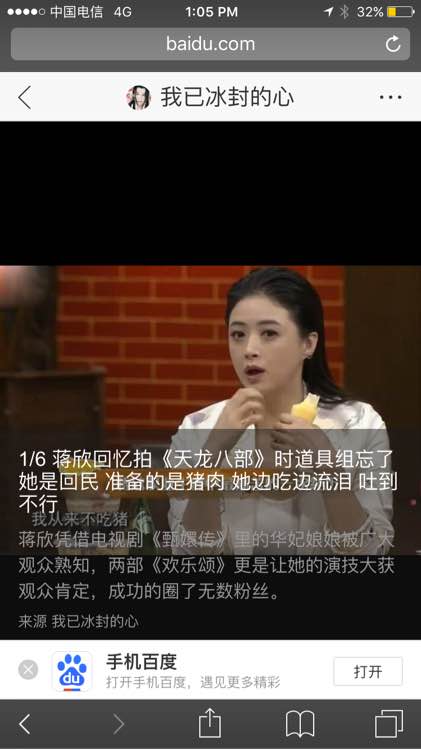 中国电信 4G 1:05 PM 32%
baidu.com
我已冰封的心
1/6 蒋欣回忆拍《天龙八部》时道具组忘了
她是回民 准备的是猪肉 她边吃边流泪 吐到
不行
我从来不吃猪
蒋欣凭借电视剧《甄嬛传》里的华妃娘娘被广大
观众熟知，两部《欢乐颂》更是让她的演技大获
观众肯定，成功的圈了无数粉丝。
来源 我已冰封的心
du
手机百度
打开手机百度，遇见更多精彩
打开